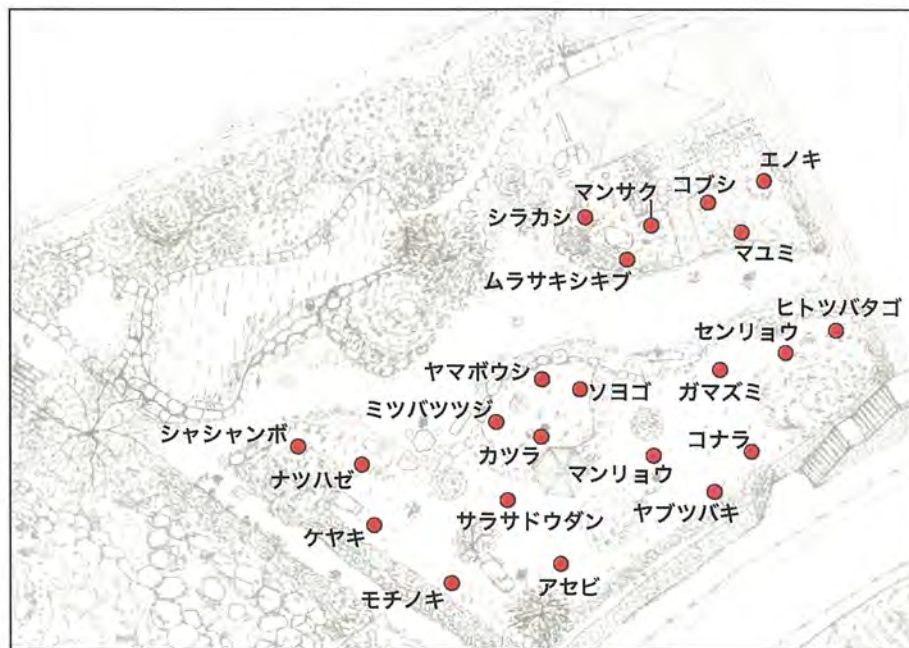 エノキ
コブシ
マンサク
シラカシ
マユミ
ムラサキシキブ
ヒトツバタゴ
センリョウ
ガマズミ
ヤマボウシ
ソヨゴ
ミツバツツジ
カツラ
シャシャンボ
ナツハゼ
マンリョウ
コナラ
ヤブツバキ
サラサドウダン
ケヤキ
アセビ
モチノキ